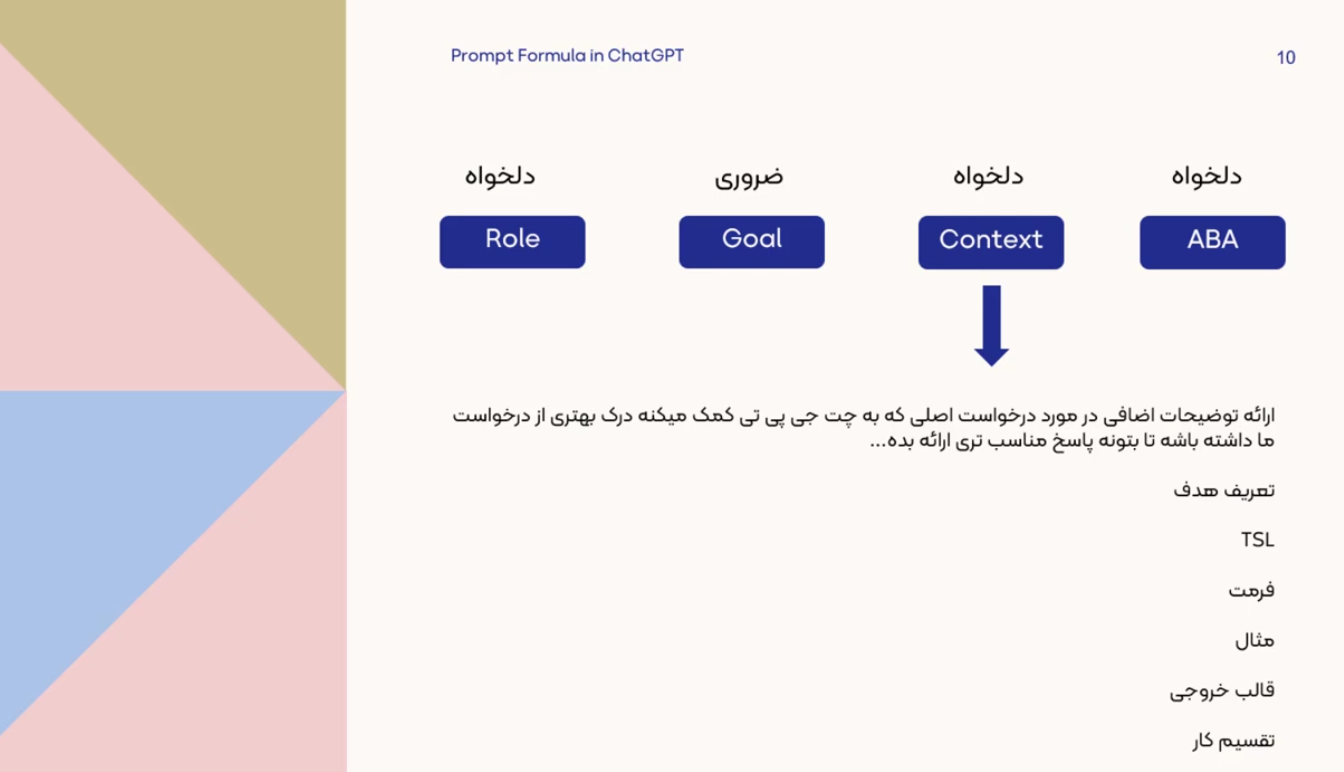 Prompt Formula in ChatGPT
10
دلخواه
ضروری
دلخواه
دلخواه
Role
Goal
Context
ABA
ارائه توضیحات اضافی در مورد درخواست اصلی که به چت جی پی تی کمک میکنه درک بهتری از درخواست
ما داشته باشه تا بتونه پاسخ مناسب تری ارائه بده...
تعریف هدف
TSL
فرمت
مثال
قالب خروجی
تقسیم کار